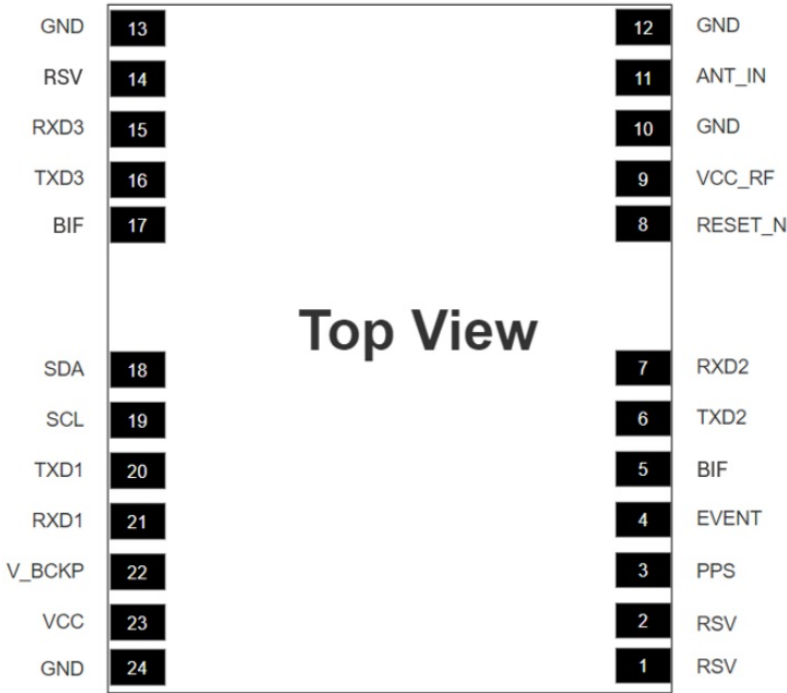 GND 13 12 GND
RSV 14 11 ANT_IN
RXD3 15 10 GND
TXD3 16 9 VCC_RF
BIF 17 8 RESET_N
Top View
SDA 18 7 RXD2
SCL 19 6 TXD2
TXD1 20 5 BIF
RXD1 21 4 EVENT
V_BCKP 22 3 PPS
VCC 23 2 RSV
GND 24 1 RSV